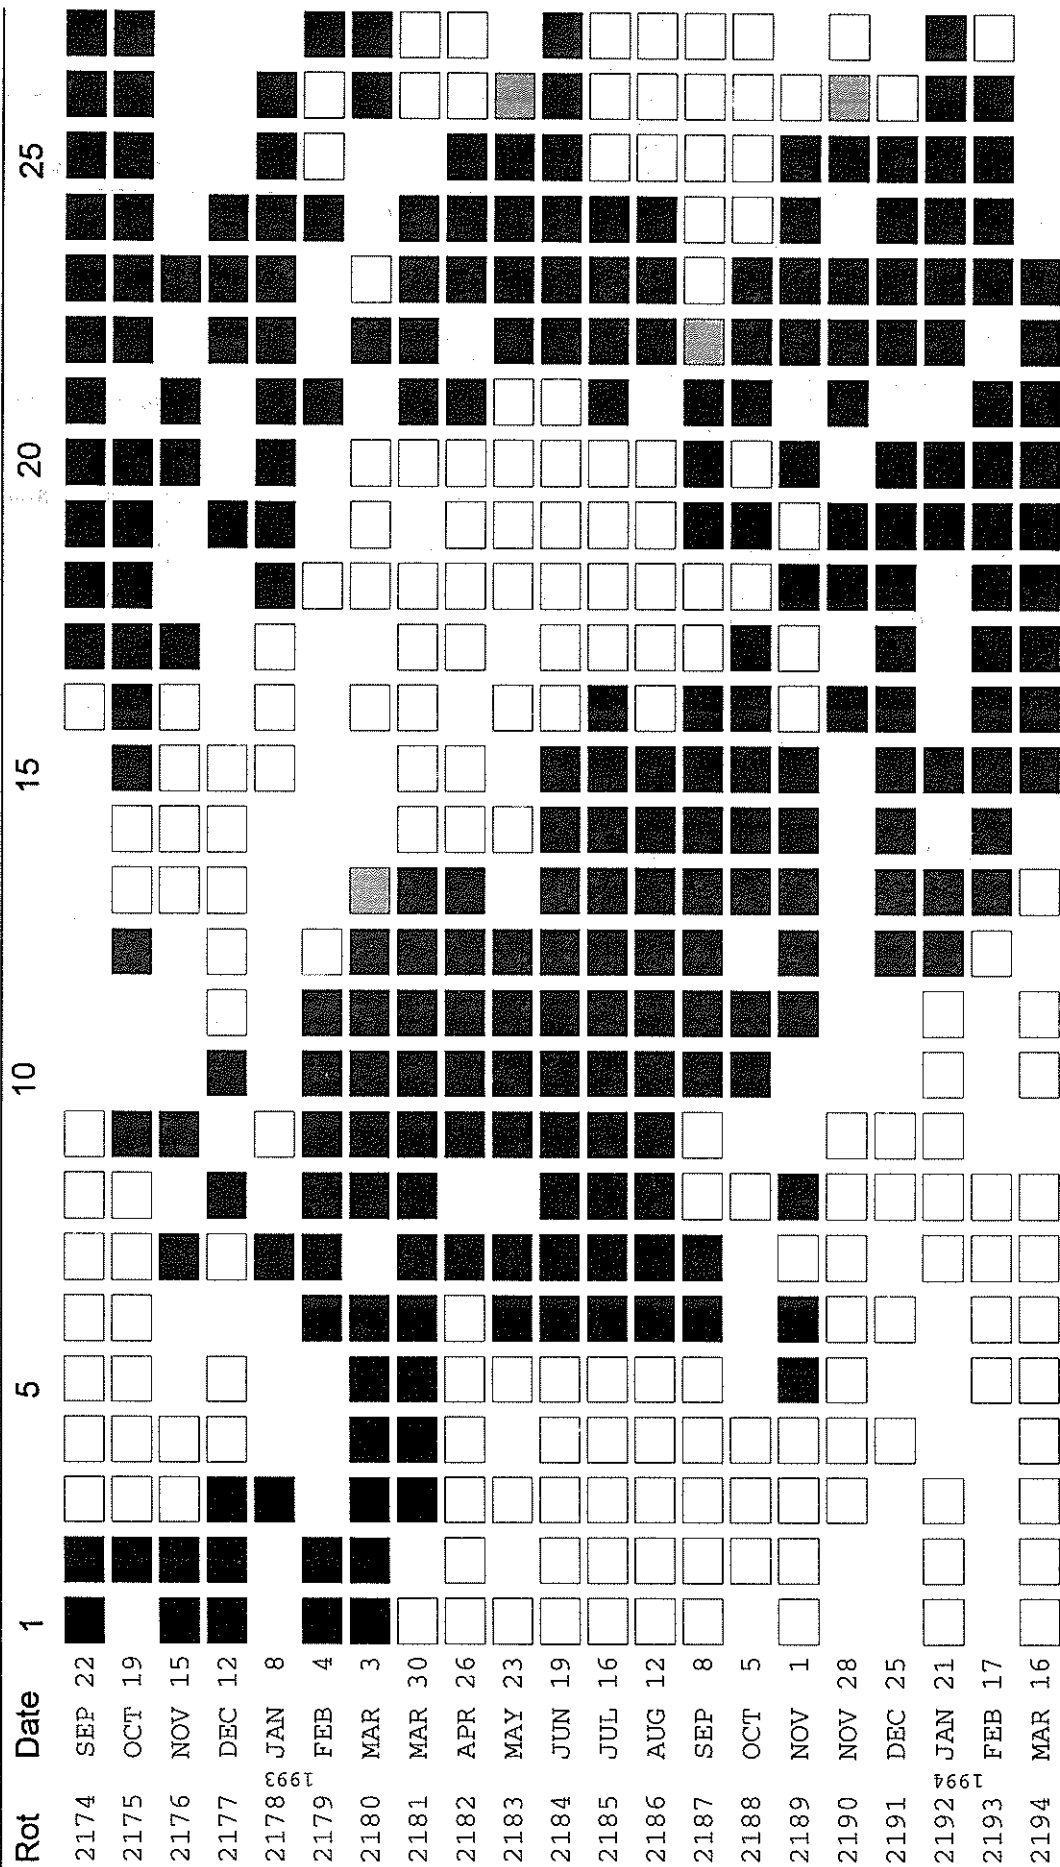 Rot Date 1 5 10 15 20 25
2174 SEP 22
2175 OCT 19
2176 NOV 15
2177 DEC 12
2178 JAN 8
1993
2179 FEB 4
2180 MAR 3
2181 MAR 30
2182 APR 26
2183 MAY 23
2184 JUN 19
2185 JUL 16
2186 AUG 12
2187 SEP 8
2188 OCT 5
2189 NOV 1
2190 NOV 28
2191 DEC 25
2192 JAN 21
1994
2193 FEB 17
2194 MAR 16